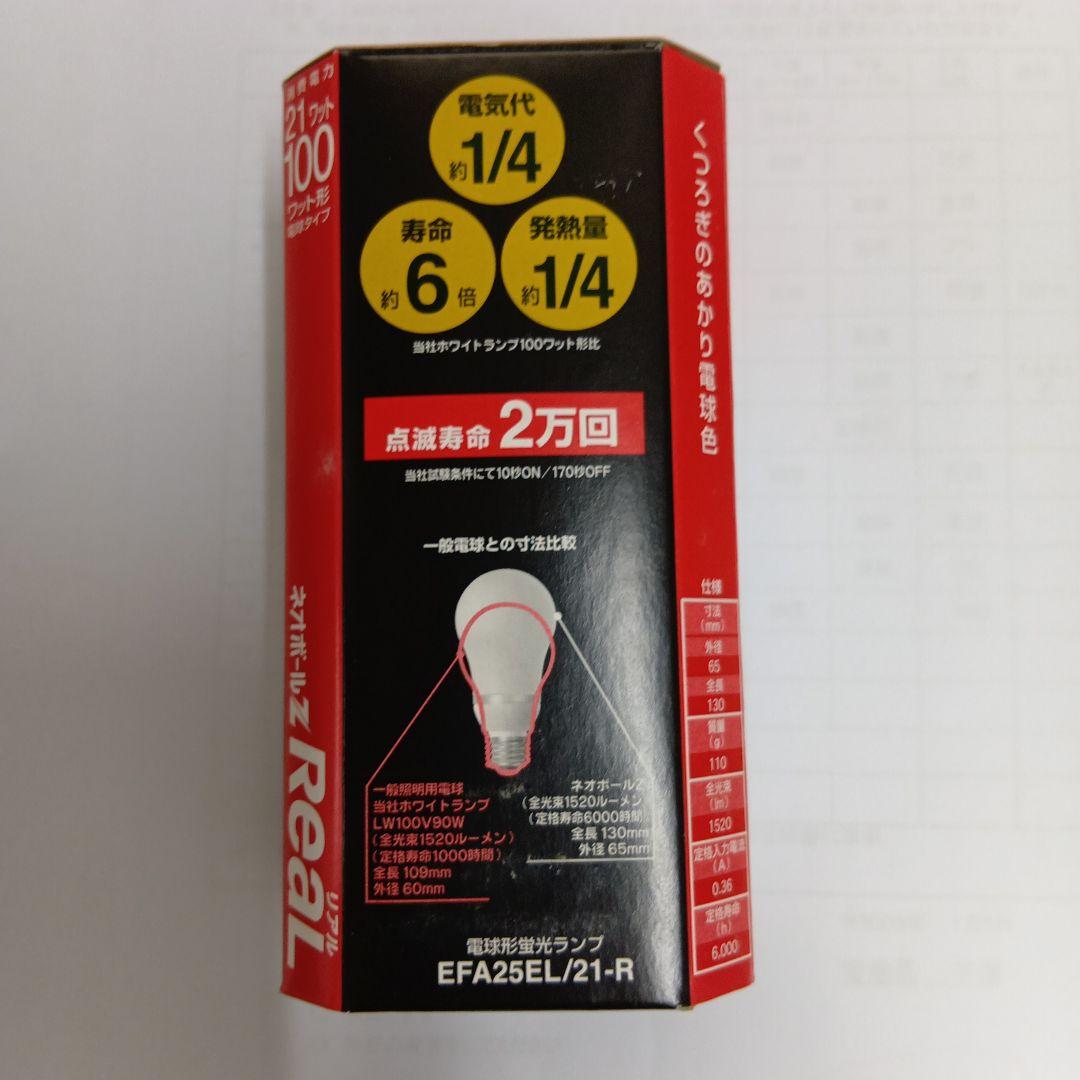 消費電力
21ワット
100
ワット形
電球タイプ
ネオボールZ
ReaL
リアル
電気代
約1/4
寿命
約6倍
発熱量
約1/4
当社ホワイトランプ100ワット形比
点滅寿命 2万回
当社試験条件にて10秒ON/170秒OFF
一般電球との寸法比較
一般照明用電球
当社ホワイトランプ
LW100V90W
(全光束1520ルーメン)
(定格寿命1000時間)
全長 109mm
外径 60mm
ネオボールZ
(全光束1520ルーメン
(定格寿命6000時間)
全長 130mm
外径 65mm
電球形蛍光ランプ
EFA25EL/21-R
くつろぎのあかり電球色
仕様
寸法
(mm)
外径
65
全長
130
質量
(g)
110
全光束
(lm)
1520
定格入力電流
(A)
0.36
定格寿命
(h)
6,000